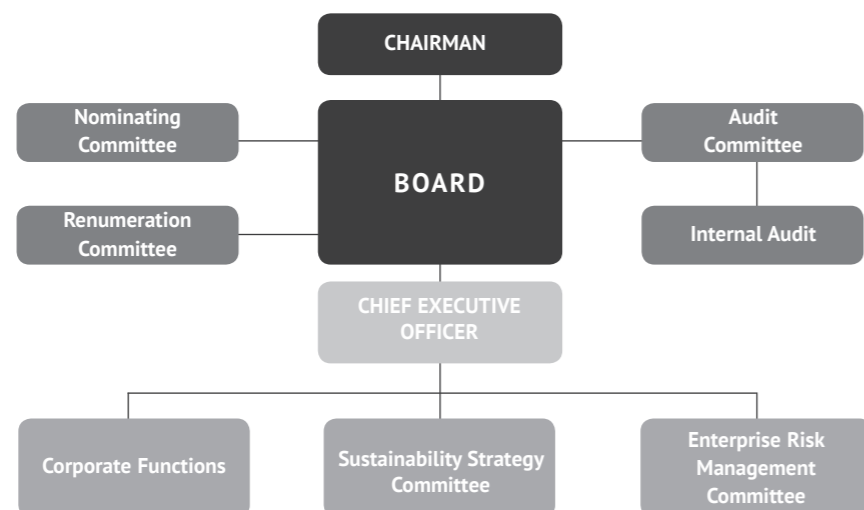 CHAIRMAN
Nominating
Committee
BOARD
Audit
Committee
Renumeration
Committee
Internal Audit
CHIEF EXECUTIVE
OFFICER
Corporate Functions
Sustainability Strategy
Committee
Enterprise Risk
Management
Committee